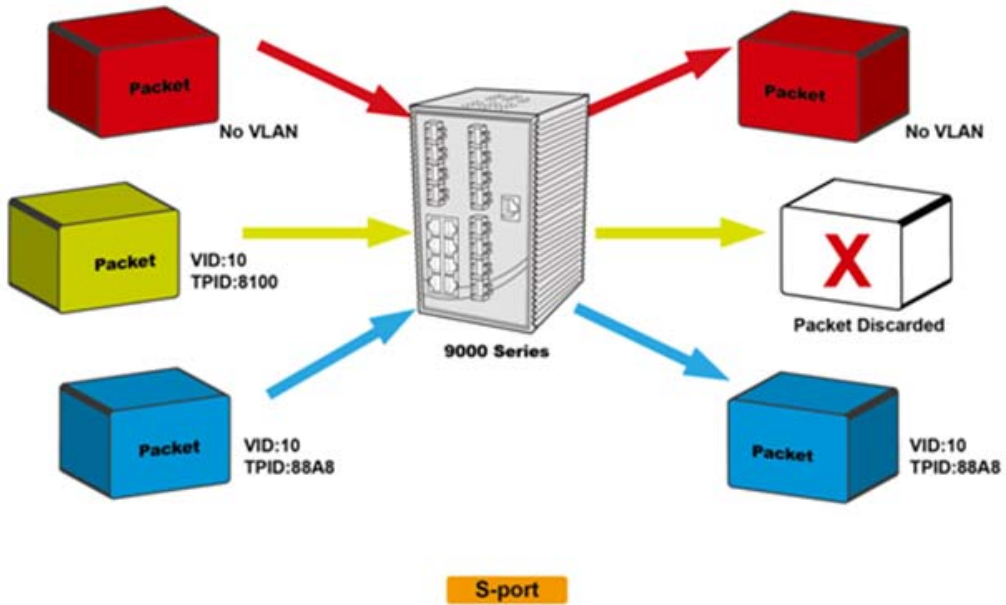 Packet
No VLAN
Packet
No VLAN
Packet
VID:10
TPID:8100
X
Packet Discarded
9000 Series
Packet
VID:10
TPID:88A8
Packet
VID:10
TPID:88A8
S-port